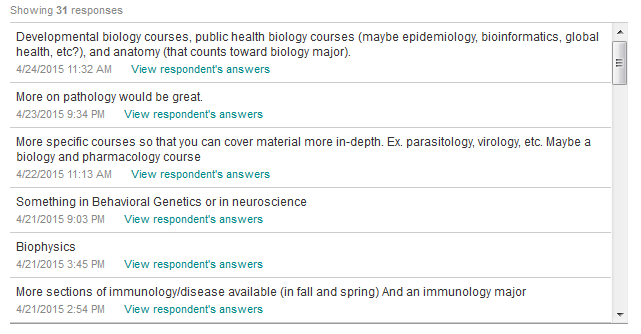 Showing 31 responses
Developmental biology courses, public health biology courses (maybe epidemiology, bioinformatics, global
health, etc?), and anatomy (that counts toward biology major).
4/24/2015 11:32 AM View respondent's answers
More on pathology would be great.
4/23/2015 9:34 PM View respondent's answers
More specific courses so that you can cover material more in-depth. Ex. parasitology, virology, etc. Maybe a
biology and pharmacology course
4/22/2015 11:13 AM View respondent's answers
Something in Behavioral Genetics or in neuroscience
4/21/2015 9:03 PM View respondent's answers
Biophysics
4/21/2015 3:45 PM View respondent's answers
More sections of immunology/disease available (in fall and spring) And an immunology major
4/21/2015 2:54 PM View respondent's answers